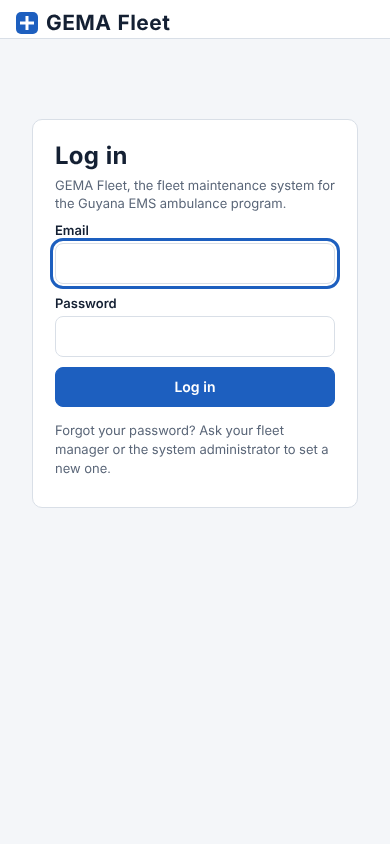 GEMA Fleet
Log in
GEMA Fleet, the fleet maintenance system for
the Guyana EMS ambulance program.
Email
Password
Log in
Forgot your password? Ask your fleet
manager or the system administrator to set a
new one.